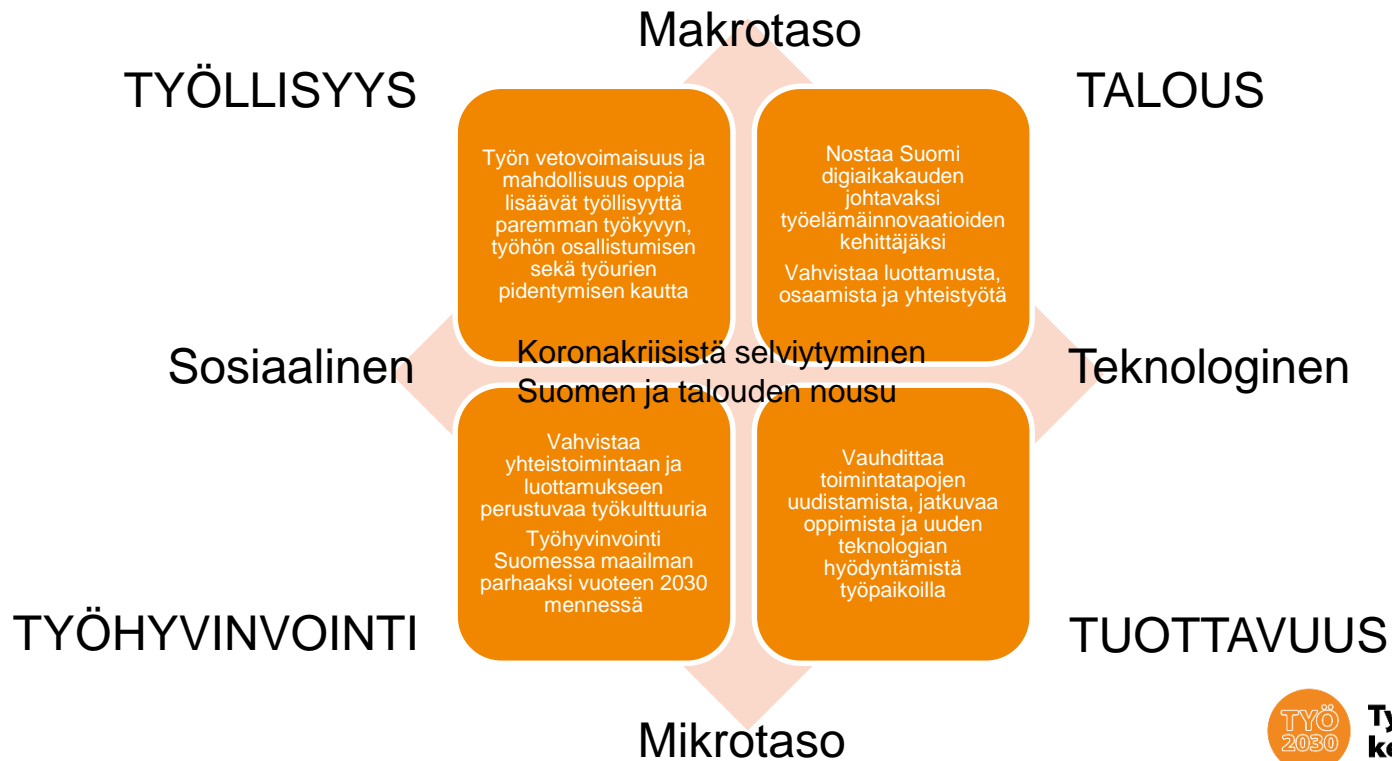 Makrotaso
TYÖLLISYYS
TALOUS
Työn vetovoimaisuus ja
mahdollisuus oppia
lisäävät työllisyyttä
paremman työkyvyn,
työhön osallistumisen
sekä työurien
pidentymisen kautta
Nostaa Suomi
digiaikakauden
johtavaksi
työelämäinnovaatioiden
kehittäjäksi
Vahvistaa luottamusta,
osaamista ja yhteistyötä
Sosiaalinen
Koronakriisistä selviytyminen
Suomen ja talouden nousu
Teknologinen
Vahvistaa
yhteistoimintaan ja
luottamukseen
perustuvaa työkulttuuria
Työhyvinvointi
Suomessa maailman
parhaaksi vuoteen 2030
mennessä
Vauhdittaa
toimintatapojen
uudistamista, jatkuvaa
oppimista ja uuden
teknologian
hyödyntämistä
työpaikoilla
TYÖHYVINVOINTI
TUOTTAVUUS
Mikrotaso
TYÖ
2030